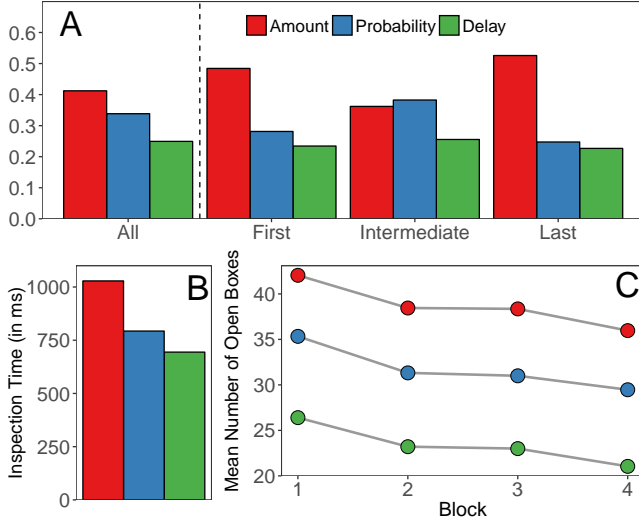 A
Amount Probability Delay
0.6
0.5
0.4
0.3
0.2
0.1
0.0
All First Intermediate Last
B
Inspection Time (in ms)
1000
750
500
250
0
C
Mean Number of Open Boxes
40
35
30
25
20
1 2 3 4
Block